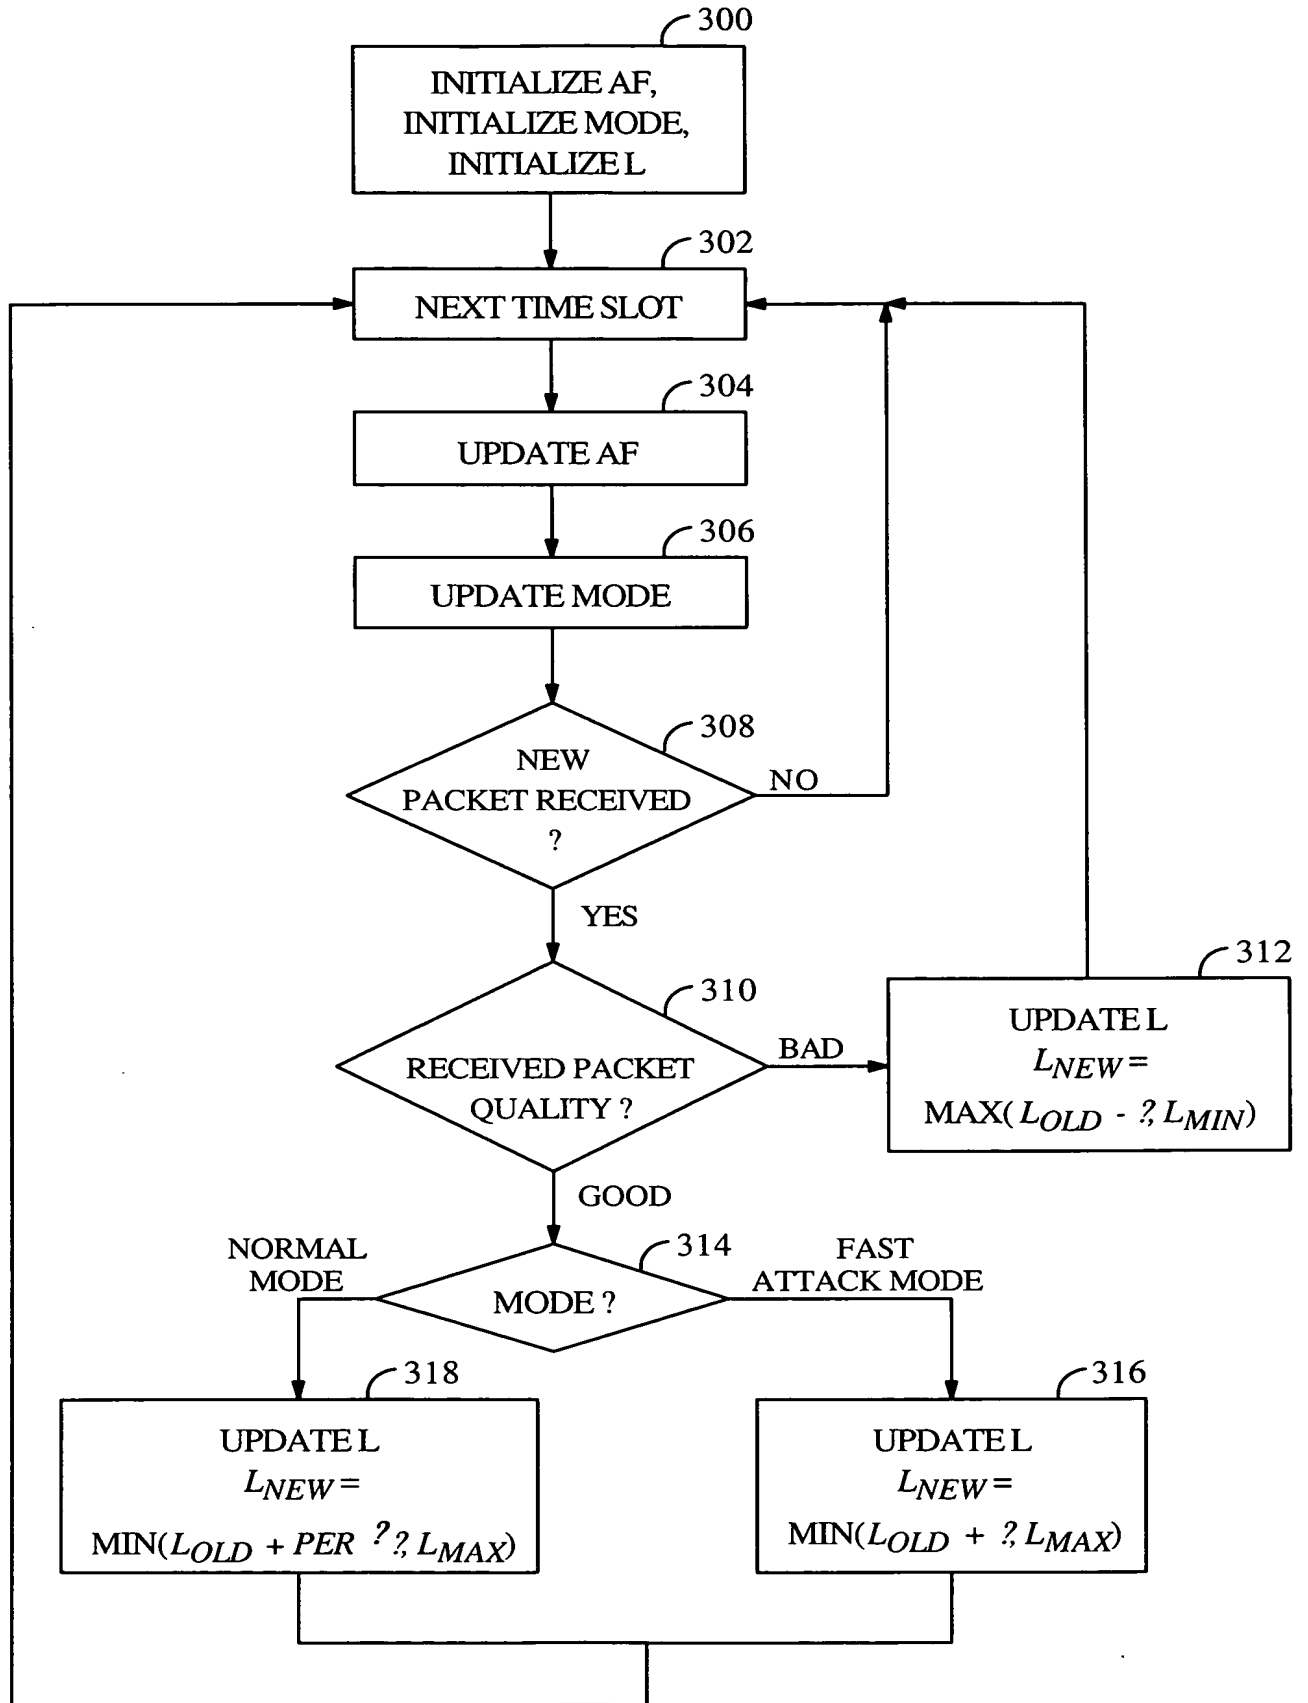 300
INITIALIZE AF,
INITIALIZE MODE,
INITIALIZE L
302
NEXT TIME SLOT
304
UPDATE AF
306
UPDATE MODE
308
NEW
PACKET RECEIVED
?
NO
YES
310
RECEIVED PACKET
QUALITY ?
BAD
312
UPDATE L
LNEW =
MAX(LOLD - ?, LMIN)
GOOD
314
MODE ?
NORMAL
MODE
FAST
ATTACK MODE
318
UPDATE L
LNEW =
MIN(LOLD + PER ? ?, LMAX)
316
UPDATE L
LNEW =
MIN(LOLD + ?, LMAX)